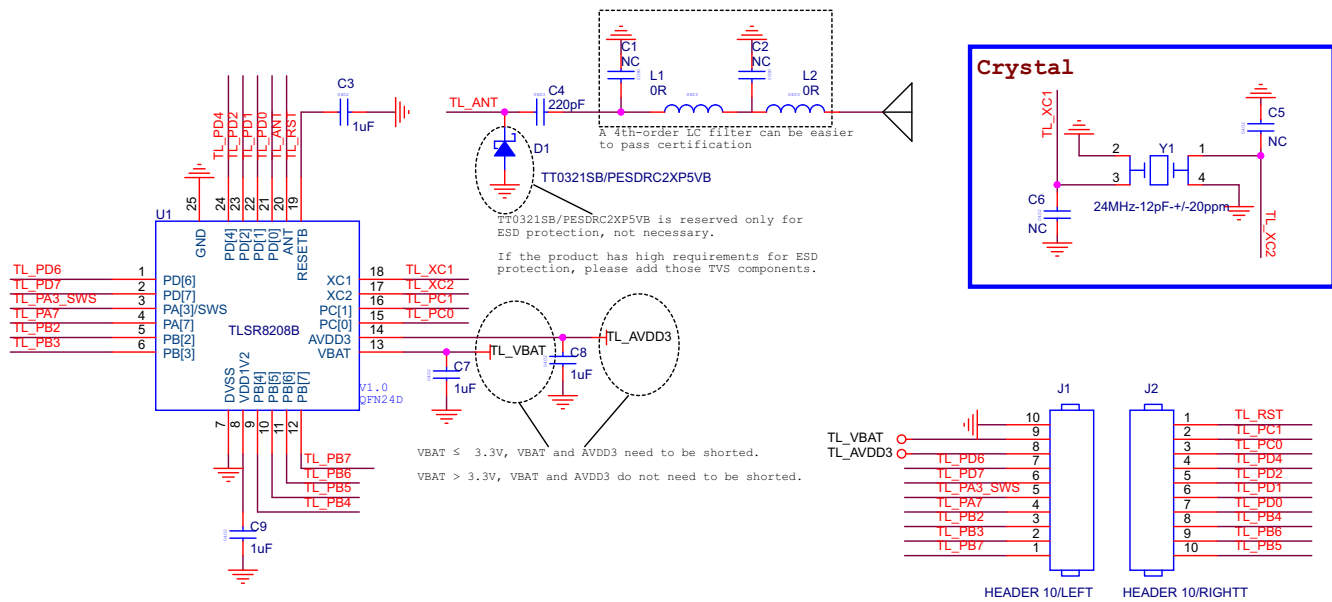 C3
1uF
TL_PD4
TL_PD2
TL_PD1
TL_PD0
TL_ANT
TL_RST
TL_ANT
C4
220pF
C1
NC
L1
0R
C2
NC
L2
0R
A 4th-order LC filter can be easier
to pass certification
D1
TT0321SB/PESDRC2XP5VB
TT0321SB/PESDRC2XP5VB is reserved only for
ESD protection, not necessary.
If the product has high requirements for ESD
protection, please add those TVS components.
Crystal
TL_XC1
C5
NC
Y1
2
1
3
4
C6
NC
24MHz-12pF-+/-20ppm
TL_XC2
U1
25
24
23
22
21
20
19
GND
PD[4]
PD[2]
PD[1]
PD[0]
ANT
RESETB
TL_PD6
1
PD[6]
TL_PD7
2
PD[7]
TL_PA3_SWS
3
PA[3]/SWS
TL_PA7
4
PA[7]
TL_PB2
5
PB[2]
TL_PB3
6
PB[3]
TLSR8208B
XC1
18
TL_XC1
XC2
17
TL_XC2
PC[1]
16
TL_PC1
PC[0]
15
TL_PC0
AVDD3
14
VBAT
13
TL_VBAT
TL_AVDD3
C7
1uF
C8
1uF
V1.0
QFN24D
DVSS
VDD1V2
PB[4]
PB[5]
PB[6]
PB[7]
7
8
9
10
11
12
TL_PB7
TL_PB6
TL_PB5
TL_PB4
C9
1uF
VBAT ≤ 3.3V, VBAT and AVDD3 need to be shorted.
VBAT > 3.3V, VBAT and AVDD3 do not need to be shorted.
J1
10
TL_VBAT
9
TL_AVDD3
8
TL_PD6
7
TL_PD7
6
TL_PA3_SWS
5
TL_PA7
4
TL_PB2
3
TL_PB3
2
TL_PB7
1
HEADER 10/LEFT
J2
1
TL_RST
2
TL_PC1
3
TL_PC0
4
TL_PD4
5
TL_PD2
6
TL_PD1
7
TL_PD0
8
TL_PB4
9
TL_PB6
10
TL_PB5
HEADER 10/RIGHTT